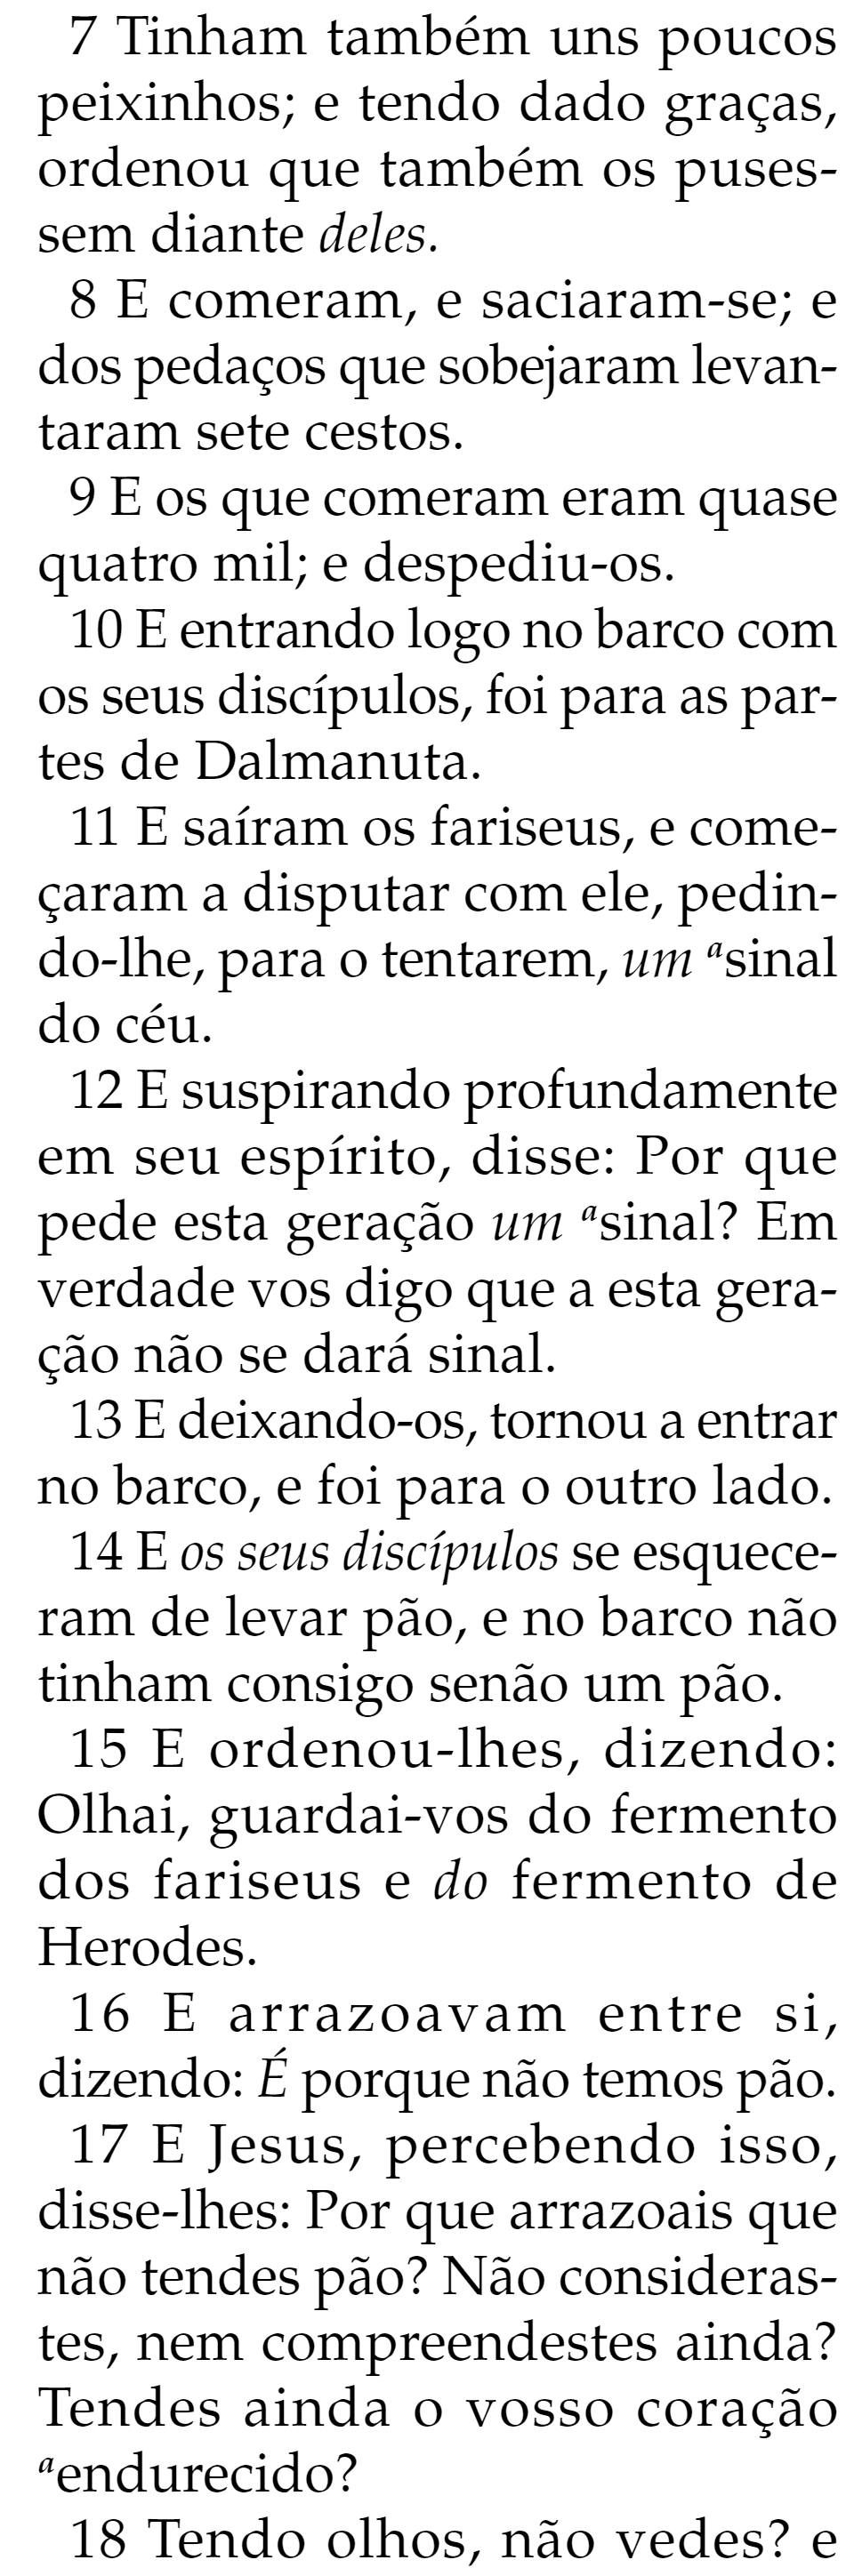 7 Tinham também uns poucos
peixinhos; e tendo dado graças,
ordenou que também os puses-
sem diante deles.
8 E comeram, e saciaram-se; e
dos pedaços que sobejaram levan-
taram sete cestos.
9 E os que comeram eram quase
quatro mil; e despediu-os.
10 E entrando logo no barco com
os seus discípulos, foi para as par-
tes de Dalmanuta.
11 E saíram os fariseus, e come-
çaram a disputar com ele, pedin-
do-lhe, para o tentarem, um ᵃsinal
do céu.
12 E suspirando profundamente
em seu espírito, disse: Por que
pede esta geração um ᵃsinal? Em
verdade vos digo que a esta gera-
ção não se dará sinal.
13 E deixando-os, tornou a entrar
no barco, e foi para o outro lado.
14 E os seus discípulos se esquece-
ram de levar pão, e no barco não
tinham consigo senão um pão.
15 E ordenou-lhes, dizendo:
Olhai, guardai-vos do fermento
dos fariseus e do fermento de
Herodes.
16 E arrazoavam entre si,
dizendo: É porque não temos pão.
17 E Jesus, percebendo isso,
disse-lhes: Por que arrazoais que
não tendes pão? Não consideras-
tes, nem compreendestes ainda?
Tendes ainda o vosso coração
ᵃendurecido?
18 Tendo olhos, não vedes? e